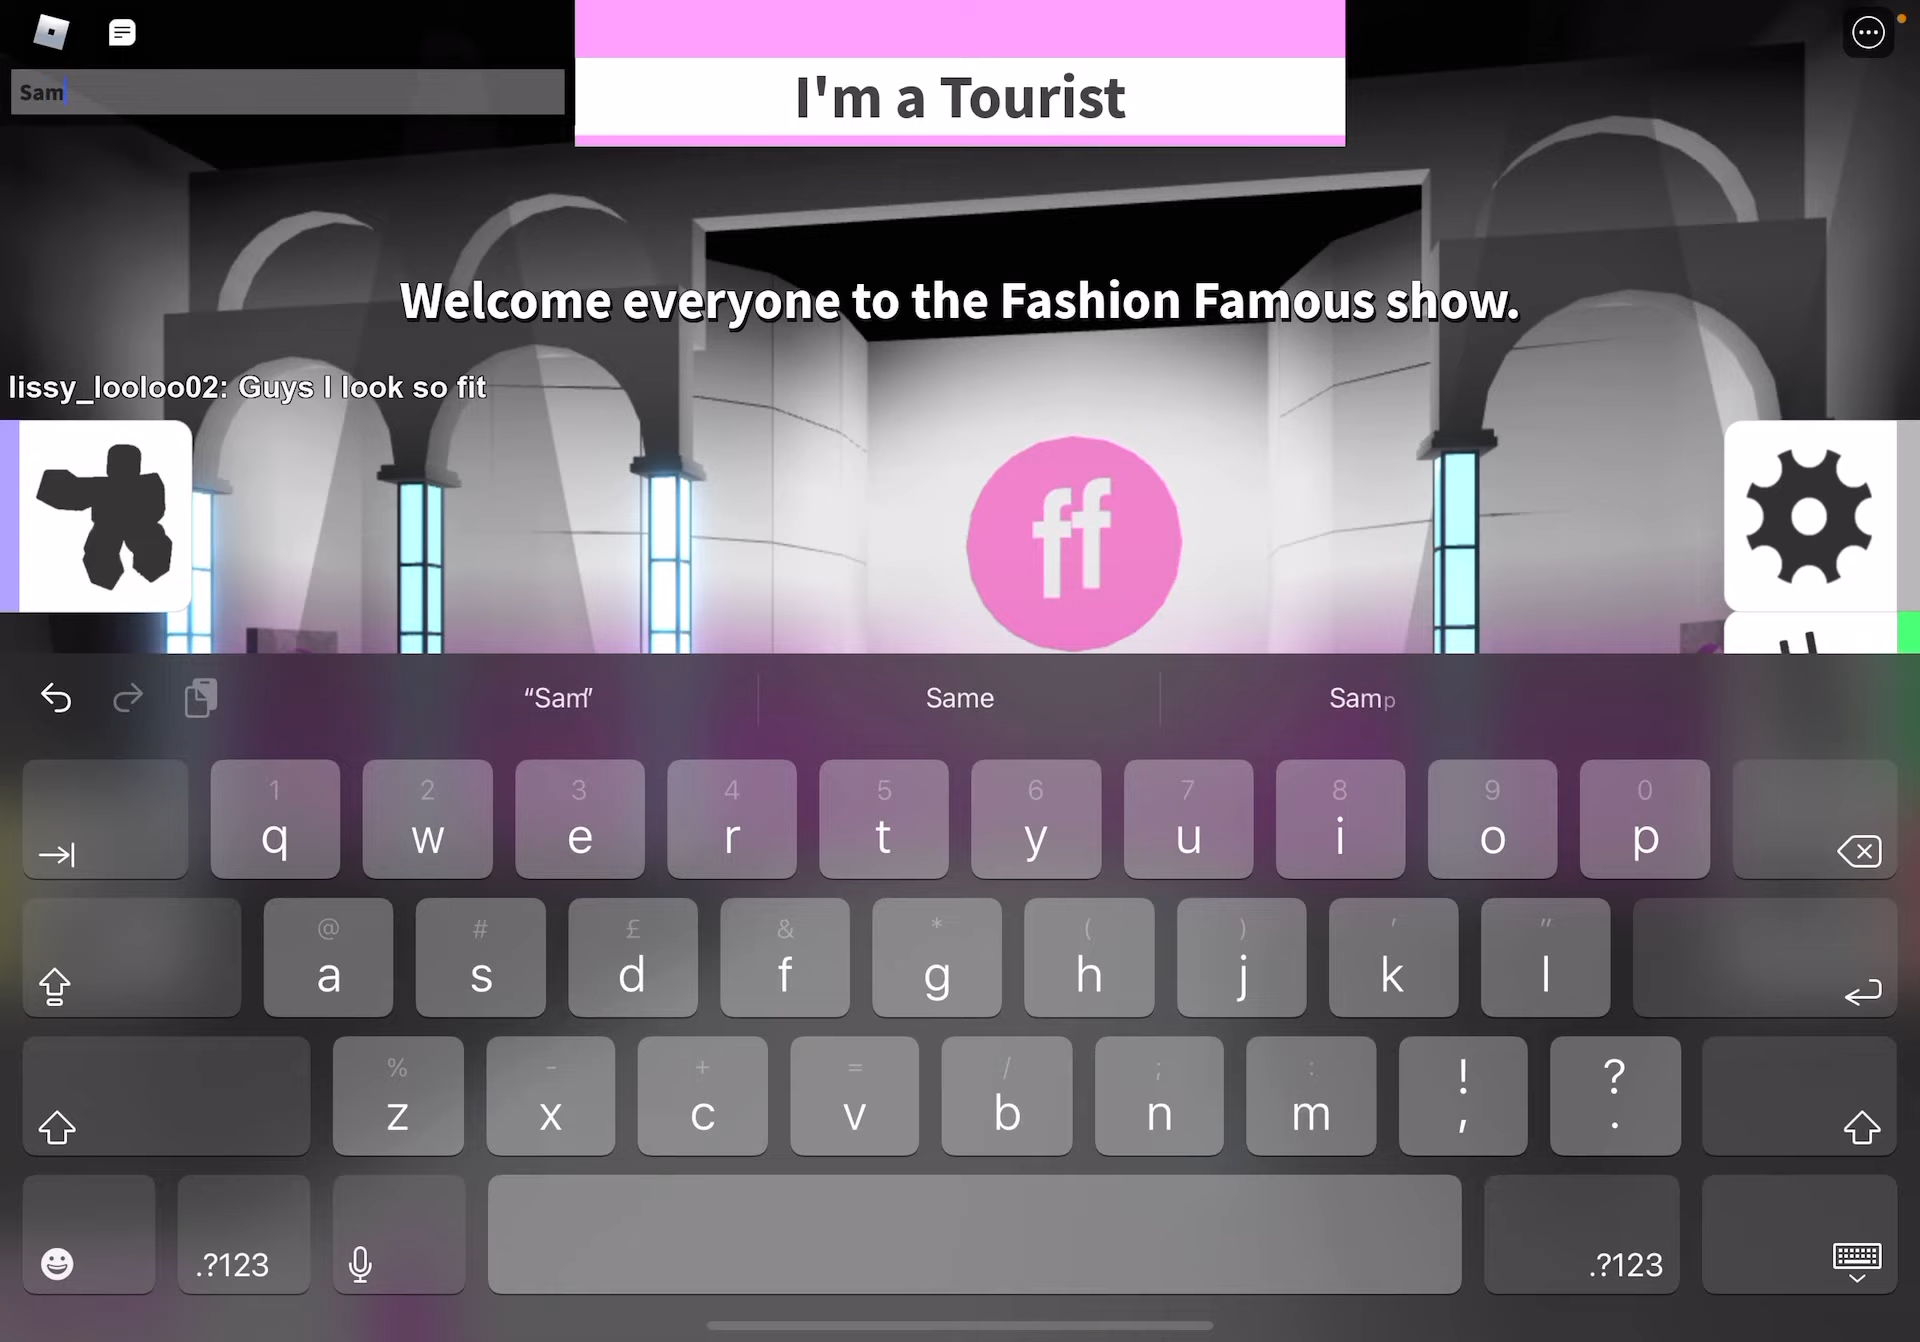 Sam
I'm a Tourist
Welcome everyone to the Fashion Famous show.
lissy_looloo02: Guys I look so fit
ff
“Sam” Same Samp
1 2 3 4 5 6 7 8 9 0
q w e r t y u i o p
@ # £ & * ( ) ' "
a s d f g h j k l
% - + = / ; : ! ?
z x c v b n m , .
.?123 .?123